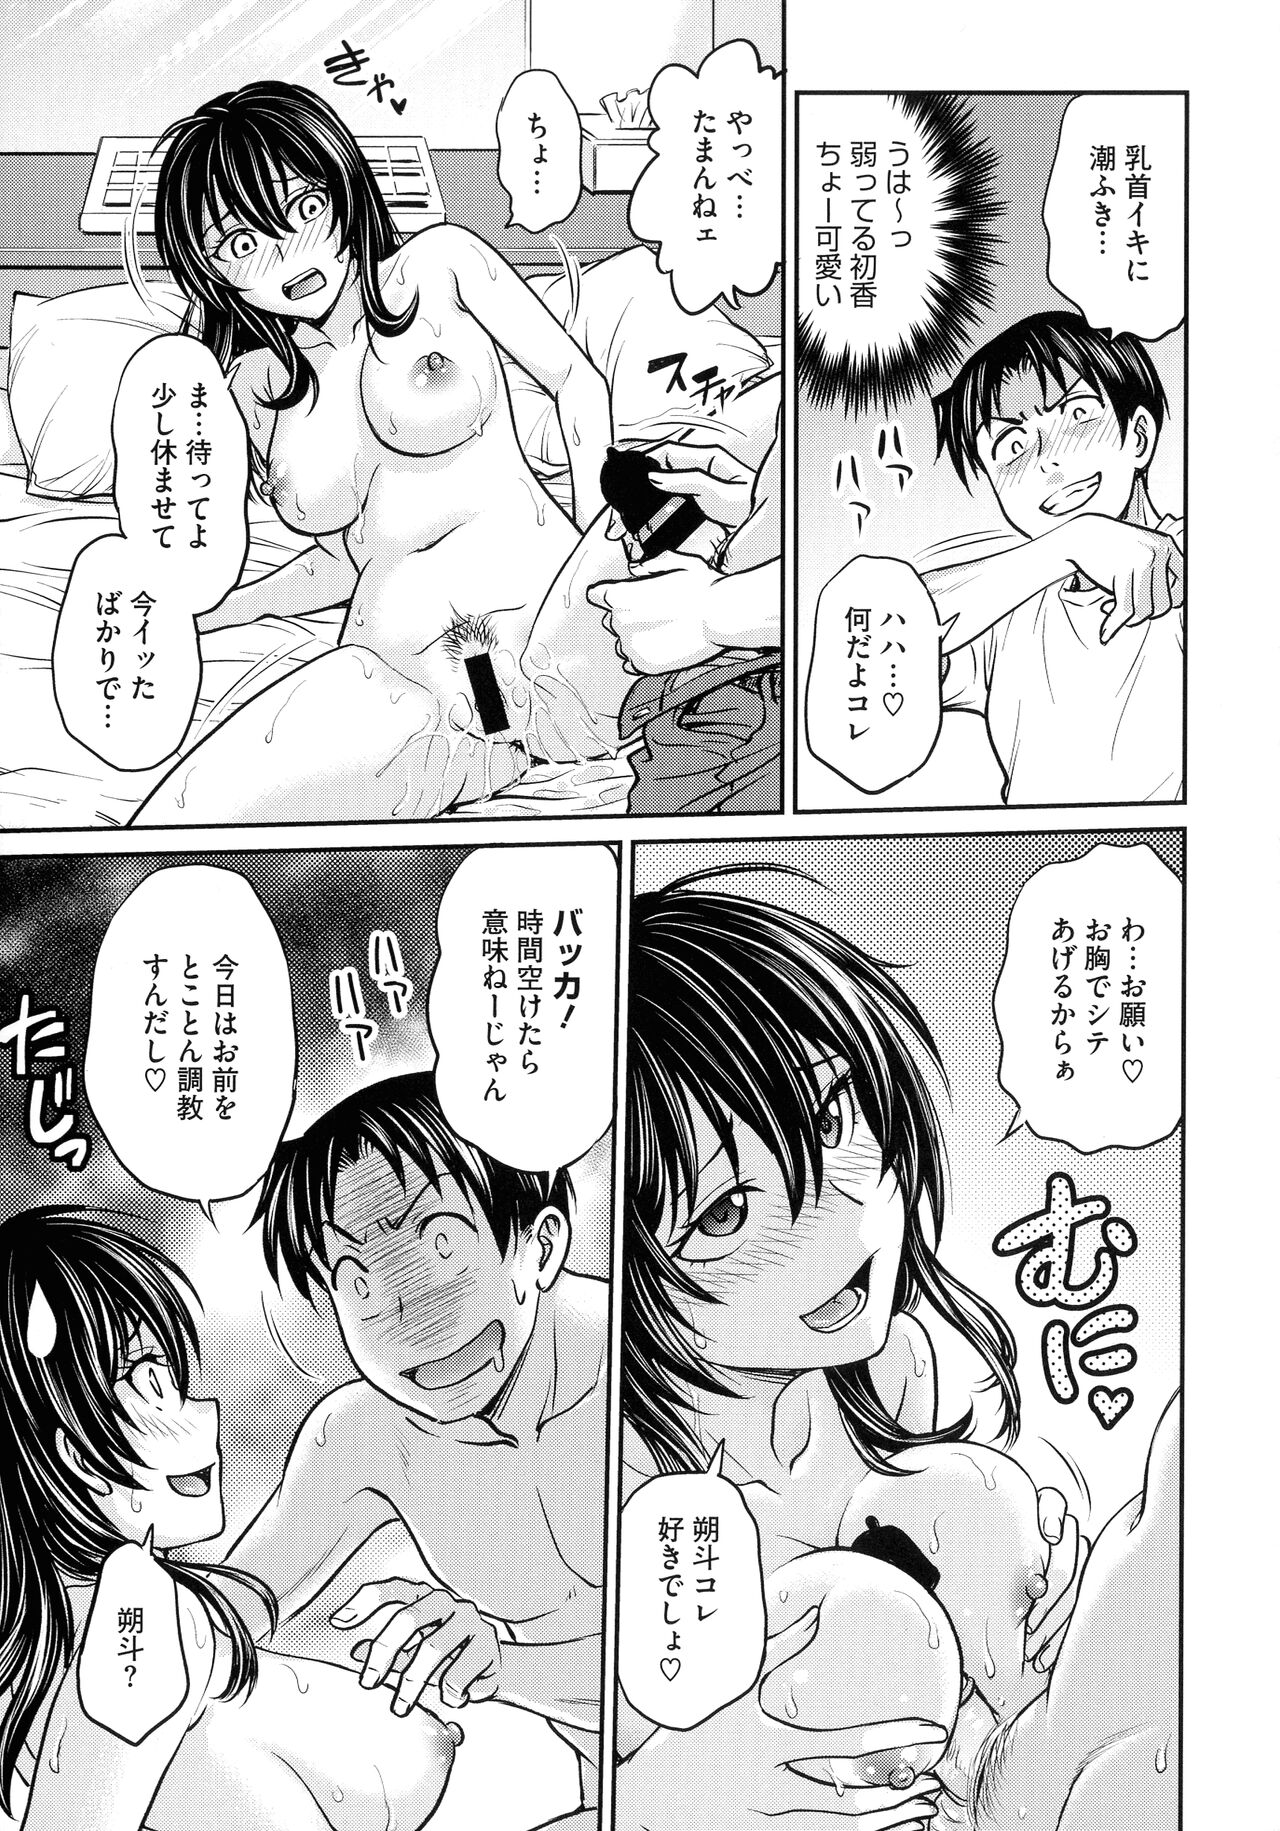 乳首イキに
潮ふき…
うは～っ
弱ってる初香
ちょー可愛い
ハァ
ハァ
ハハ…♡
何だよコレ
やっべ…
たまんねェ
ちょ…
きゃ♥
スチャ
ま…待ってよ
少し休ませて
今イッた
ばかりで…
わ…お願い♡
お胸でシテ
あげるからぁ
むに♥
朔斗コレ
好きでしょ♡
バッカ！
時間空けたら
意味ねーじゃん
ハァ
ハァ
今日はお前を
とことん調教
すんだし♡
たじっ
朔斗？